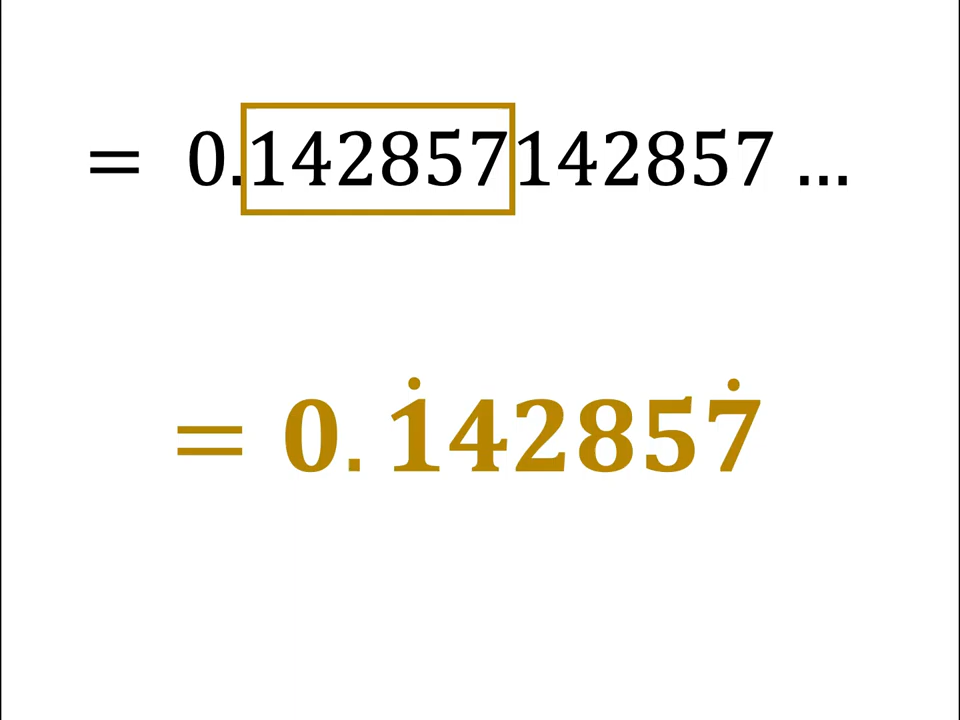 = 0.142857142857 ...
= 0. 1̇42857̇